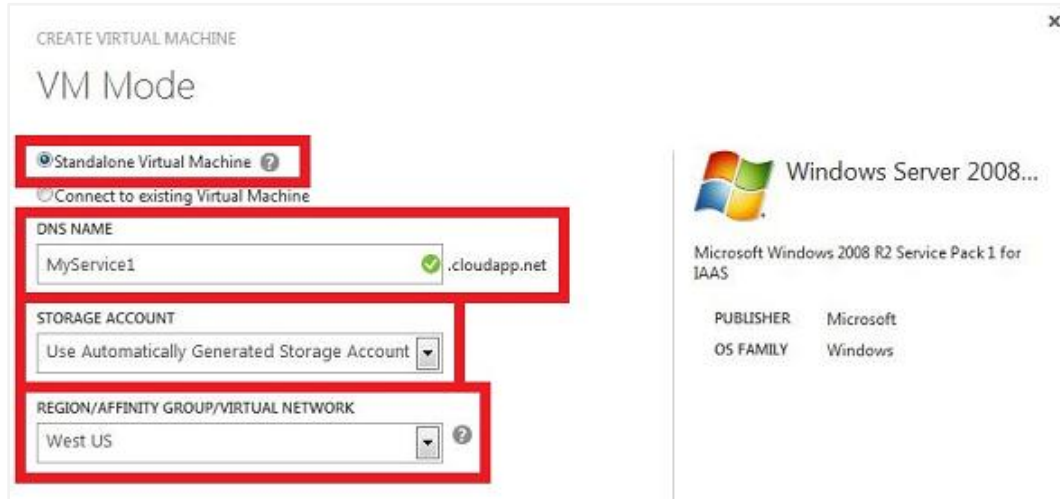 CREATE VIRTUAL MACHINE
VM Mode
Standalone Virtual Machine ?
Connect to existing Virtual Machine
DNS NAME
MyService1 .cloudapp.net
STORAGE ACCOUNT
Use Automatically Generated Storage Account
REGION/AFFINITY GROUP/VIRTUAL NETWORK
West US ?
Windows Server 2008...
Microsoft Windows 2008 R2 Service Pack 1 for
IAAS
PUBLISHER Microsoft
OS FAMILY Windows